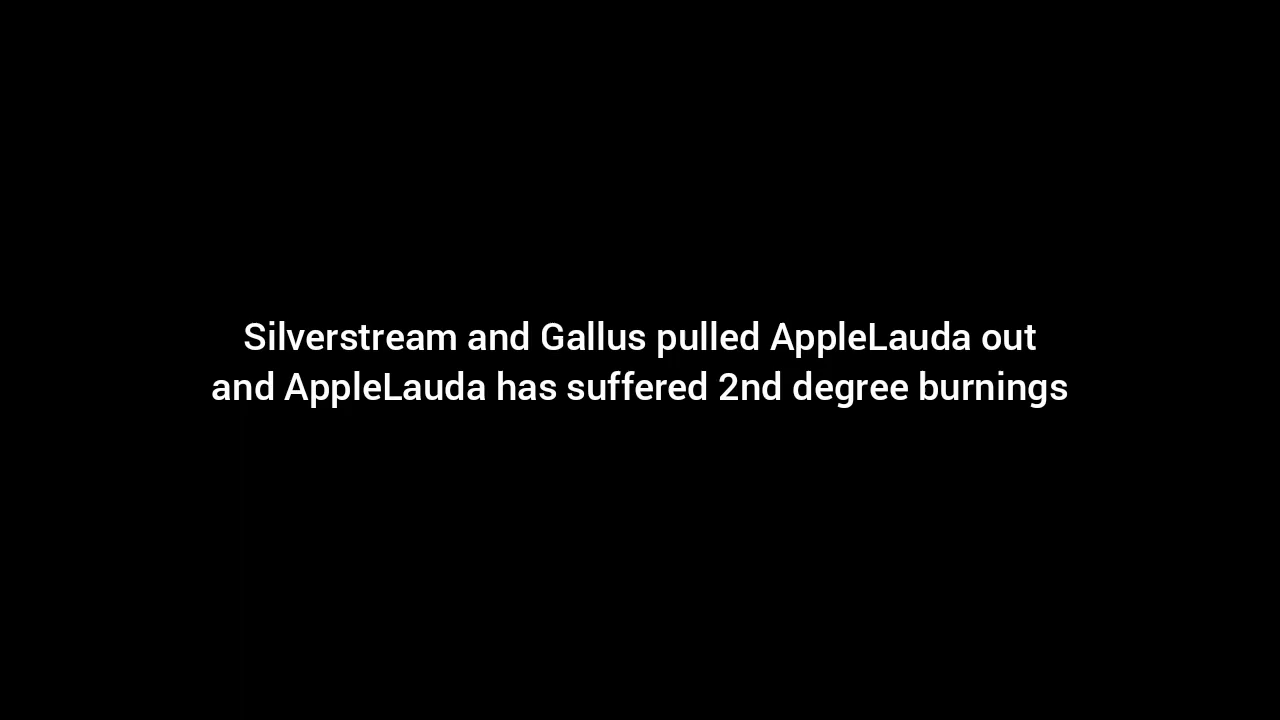 Silverstream and Gallus pulled AppleLauda out
and AppleLauda has suffered 2nd degree burnings